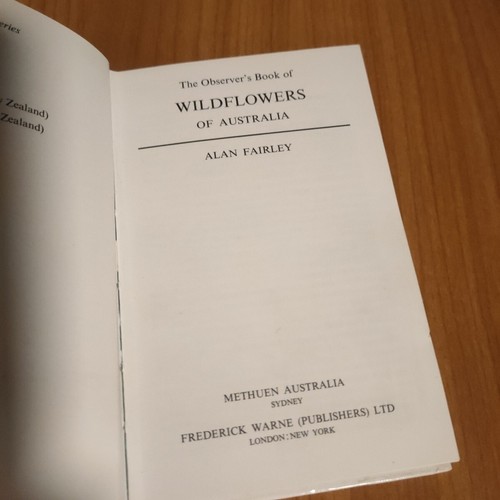 eries
Zealand)
Zealand)
The Observer's Book of
WILDFLOWERS
OF AUSTRALIA
ALAN FAIRLEY
METHUEN AUSTRALIA
SYDNEY
FREDERICK WARNE (PUBLISHERS) LTD
LONDON: NEW YORK